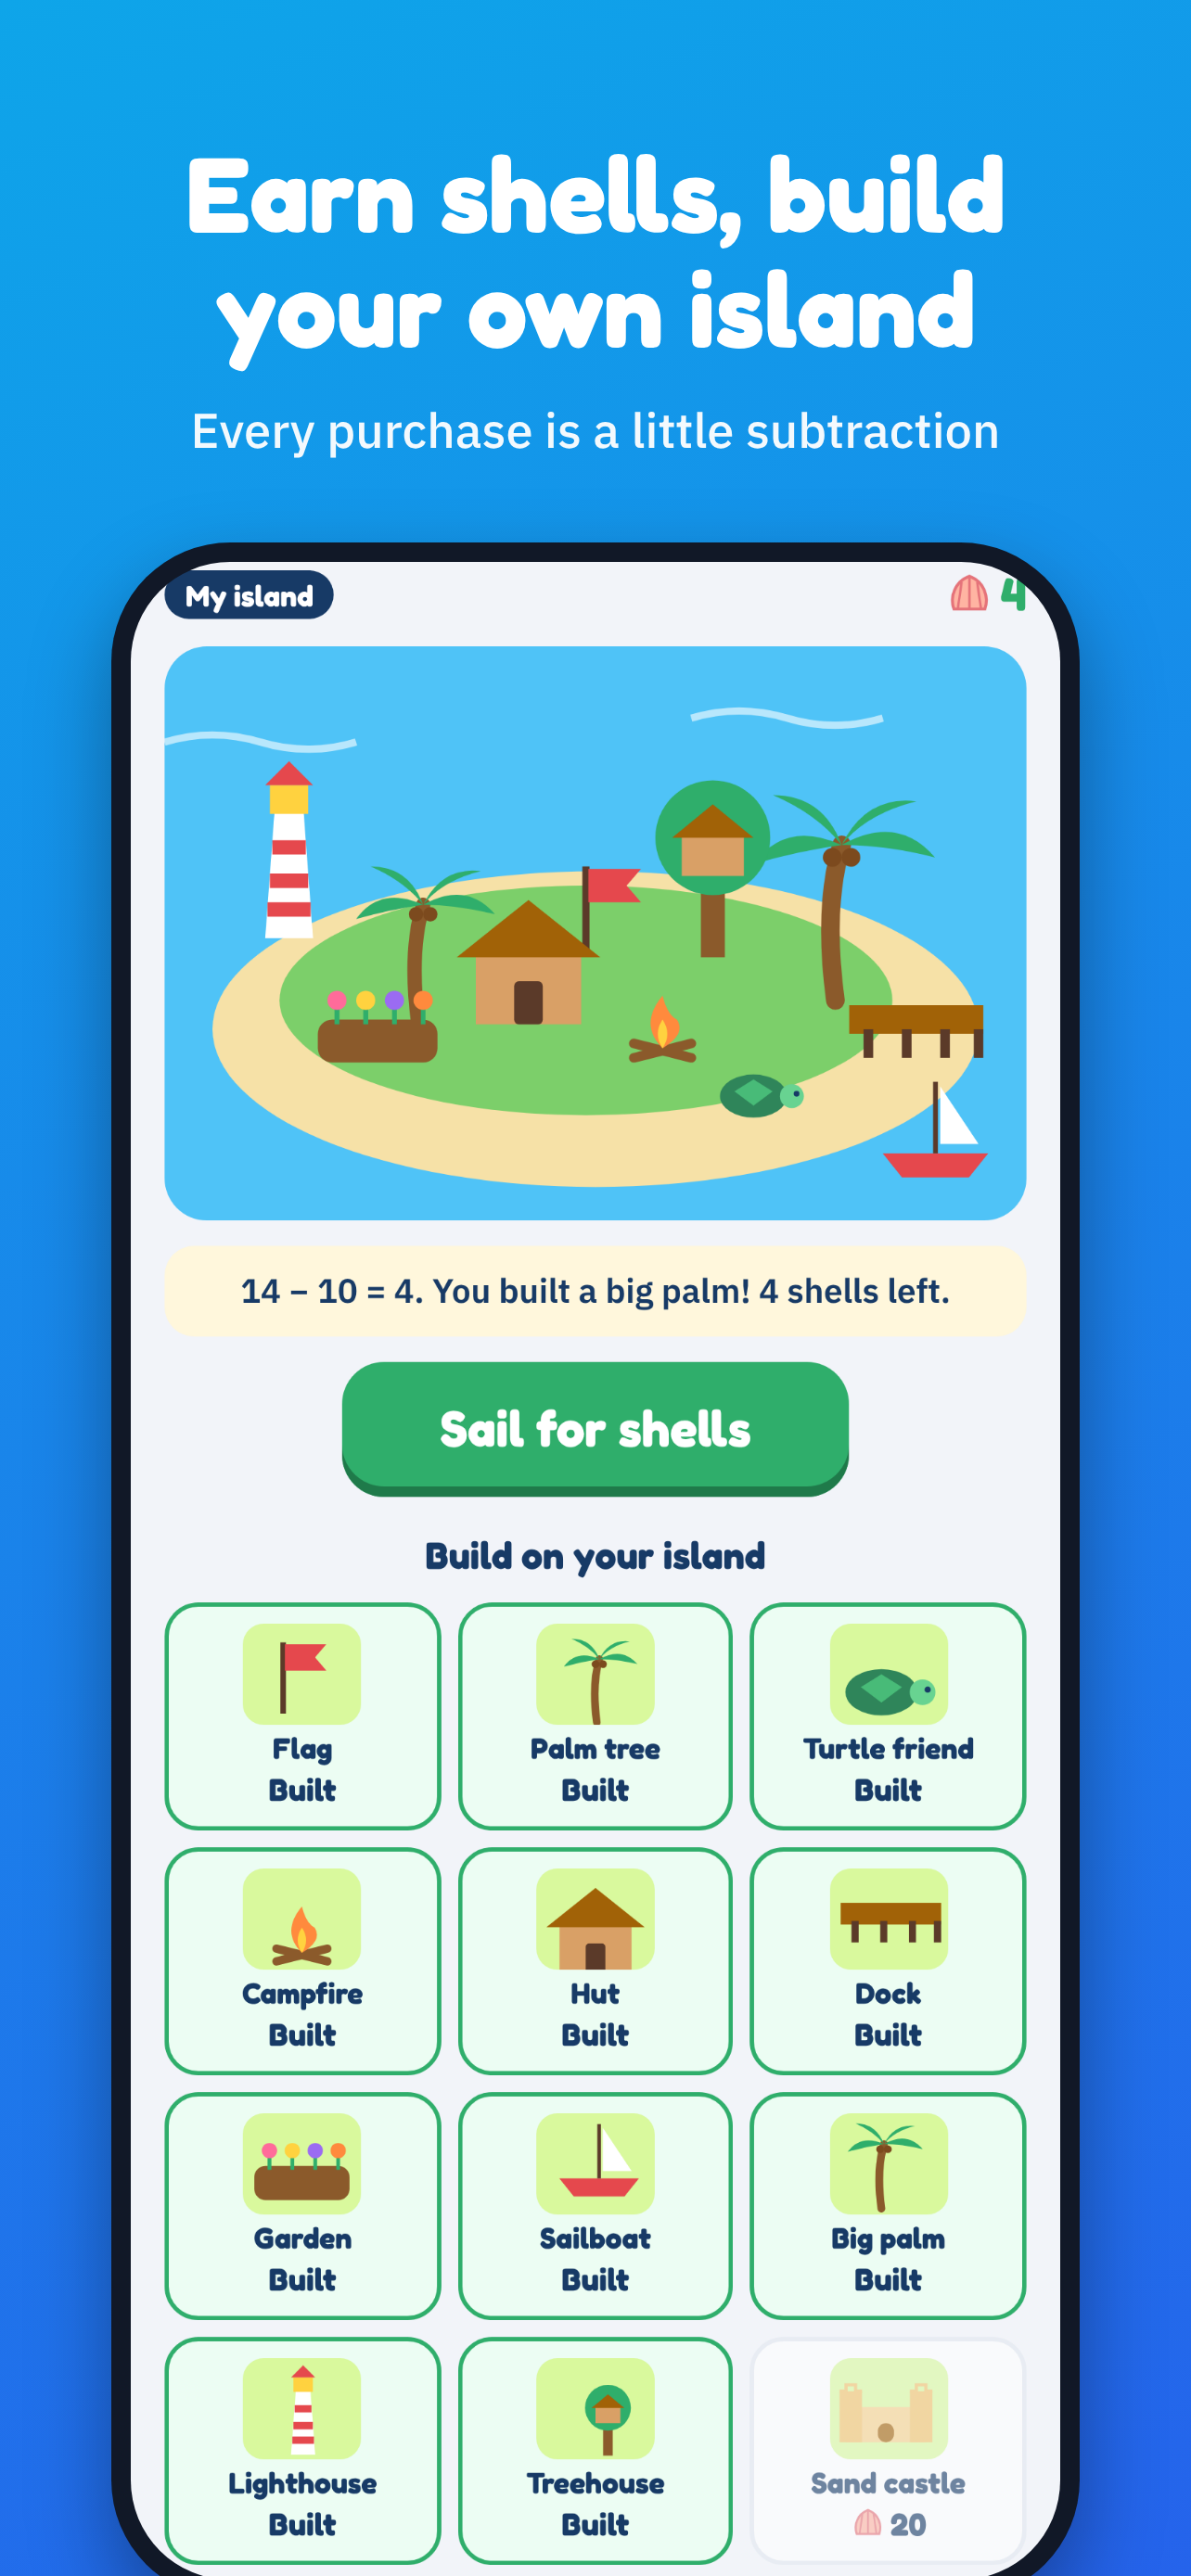 Earn shells, build
your own island
Every purchase is a little subtraction
My island
4
14 – 10 = 4. You built a big palm! 4 shells left.
Sail for shells
Build on your island
Flag
Built
Palm tree
Built
Turtle friend
Built
Campfire
Built
Hut
Built
Dock
Built
Garden
Built
Sailboat
Built
Big palm
Built
Lighthouse
Built
Treehouse
Built
Sand castle
20